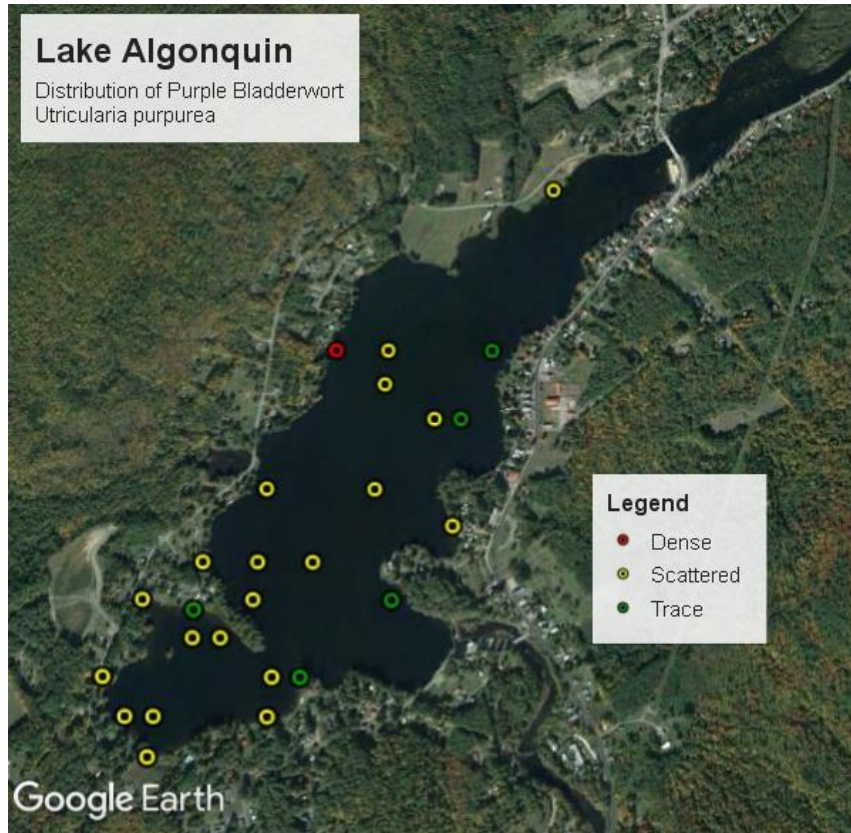 Lake Algonquin
Distribution of Purple Bladderwort
Utricularia purpurea
Legend
Dense
Scattered
Trace
Google Earth